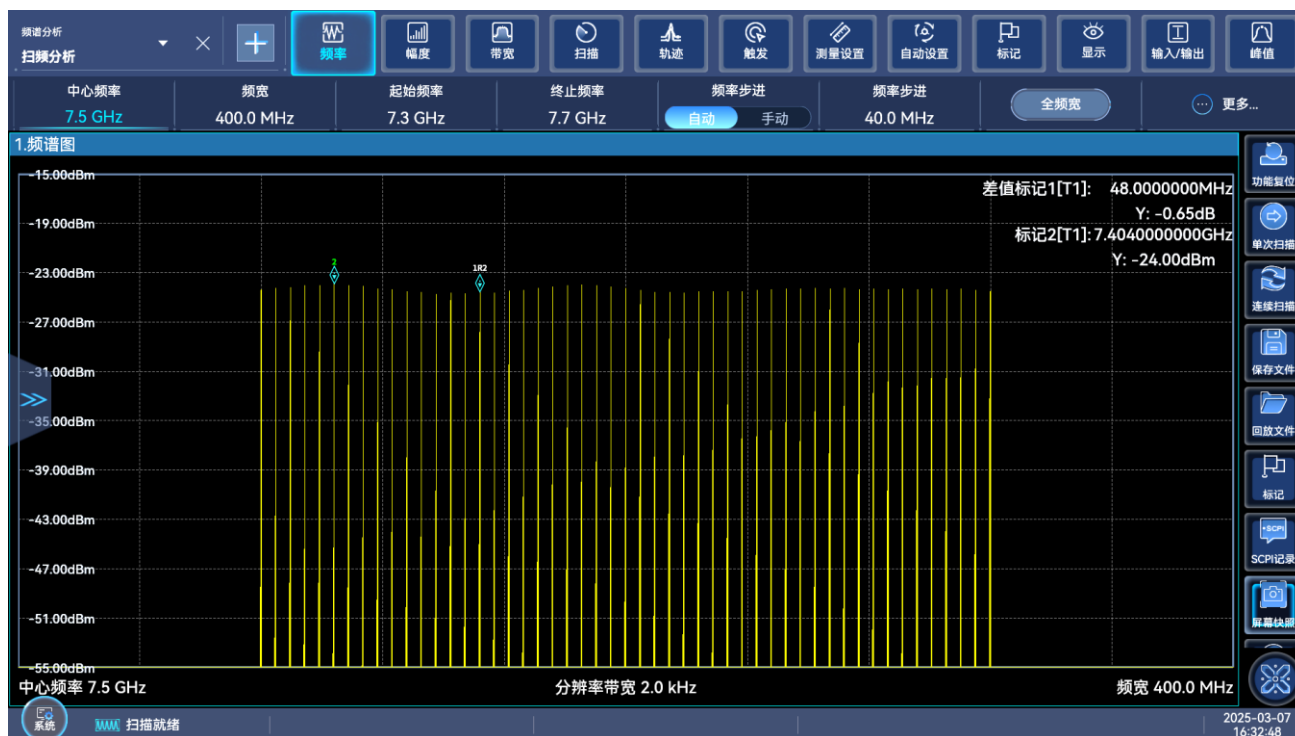 频谱分析
扫频分析
频率
幅度
带宽
扫描
轨迹
触发
测量设置
自动设置
标记
显示
输入/输出
峰值
中心频率
7.5 GHz
频宽
400.0 MHz
起始频率
7.3 GHz
终止频率
7.7 GHz
频率步进
自动 手动
频率步进
40.0 MHz
全频宽
更多...
1.频谱图
-15.00dBm
-19.00dBm
-23.00dBm
-27.00dBm
-31.00dBm
-35.00dBm
-39.00dBm
-43.00dBm
-47.00dBm
-51.00dBm
-55.00dBm
差值标记1[T1]: 48.0000000MHz
Y: -0.65dB
标记2[T1]:7.4040000000GHz
Y: -24.00dBm
2
1R2
中心频率 7.5 GHz
分辨率带宽 2.0 kHz
频宽 400.0 MHz
功能复位
单次扫描
连续扫描
保存文件
回放文件
标记
+SCPI
SCPI记录
屏幕快照
系统
扫描就绪
2025-03-07
16:32:48